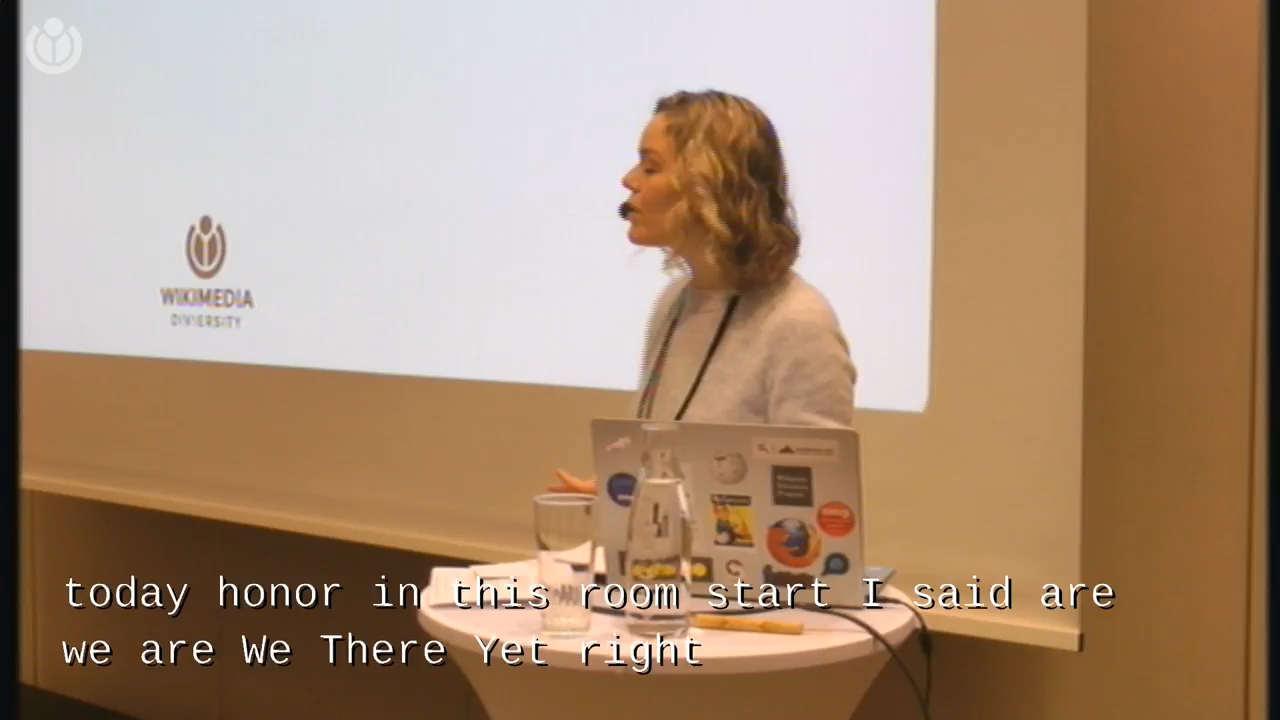 WIKIMEDIA
DIVERSITY
today honor in this room start I said are
we are We There Yet right